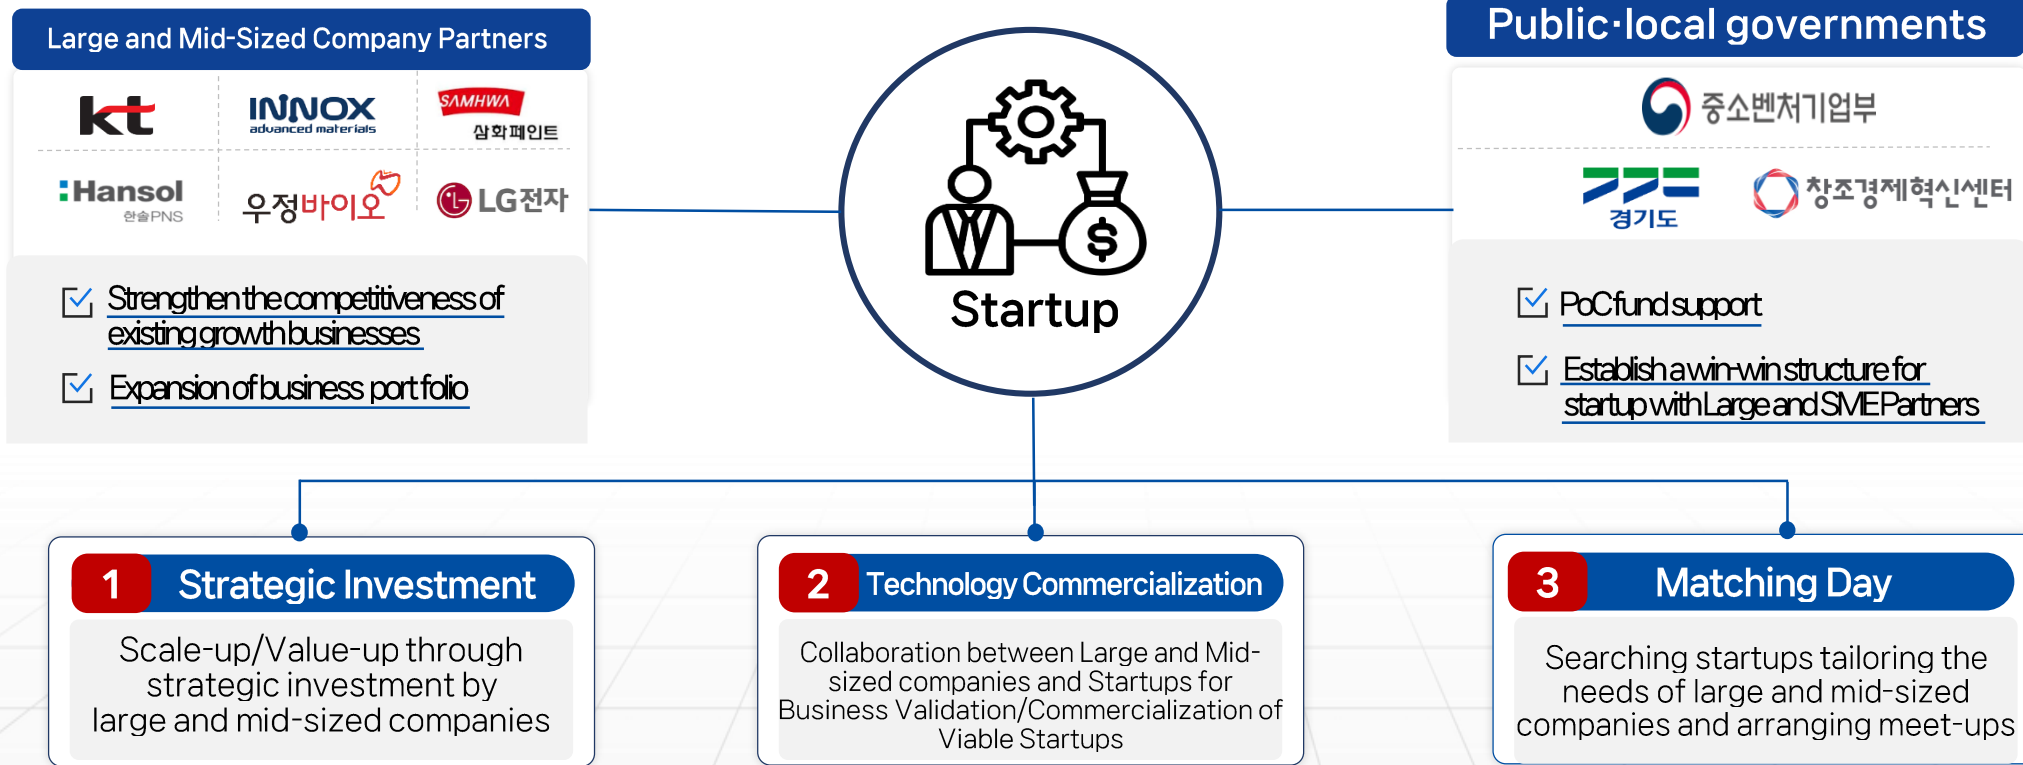 Large and Mid-Sized Company Partners
kt
INNOX
advanced materials
SAMHWA
삼화페인트
Hansol
한솔PNS
우정바이오
LG전자
Strengthen the competitiveness of
existing growth businesses
Expansion of business port folio
Startup
Public·local governments
중소벤처기업부
경기도
창조경제혁신센터
PoC fund support
Establish a win-win structure for
startup with Large and SME Partners
1 Strategic Investment
Scale-up/Value-up through
strategic investment by
large and mid-sized companies
2 Technology Commercialization
Collaboration between Large and Mid-
sized companies and Startups for
Business Validation/Commercialization of
Viable Startups
3 Matching Day
Searching startups tailoring the
needs of large and mid-sized
companies and arranging meet-ups